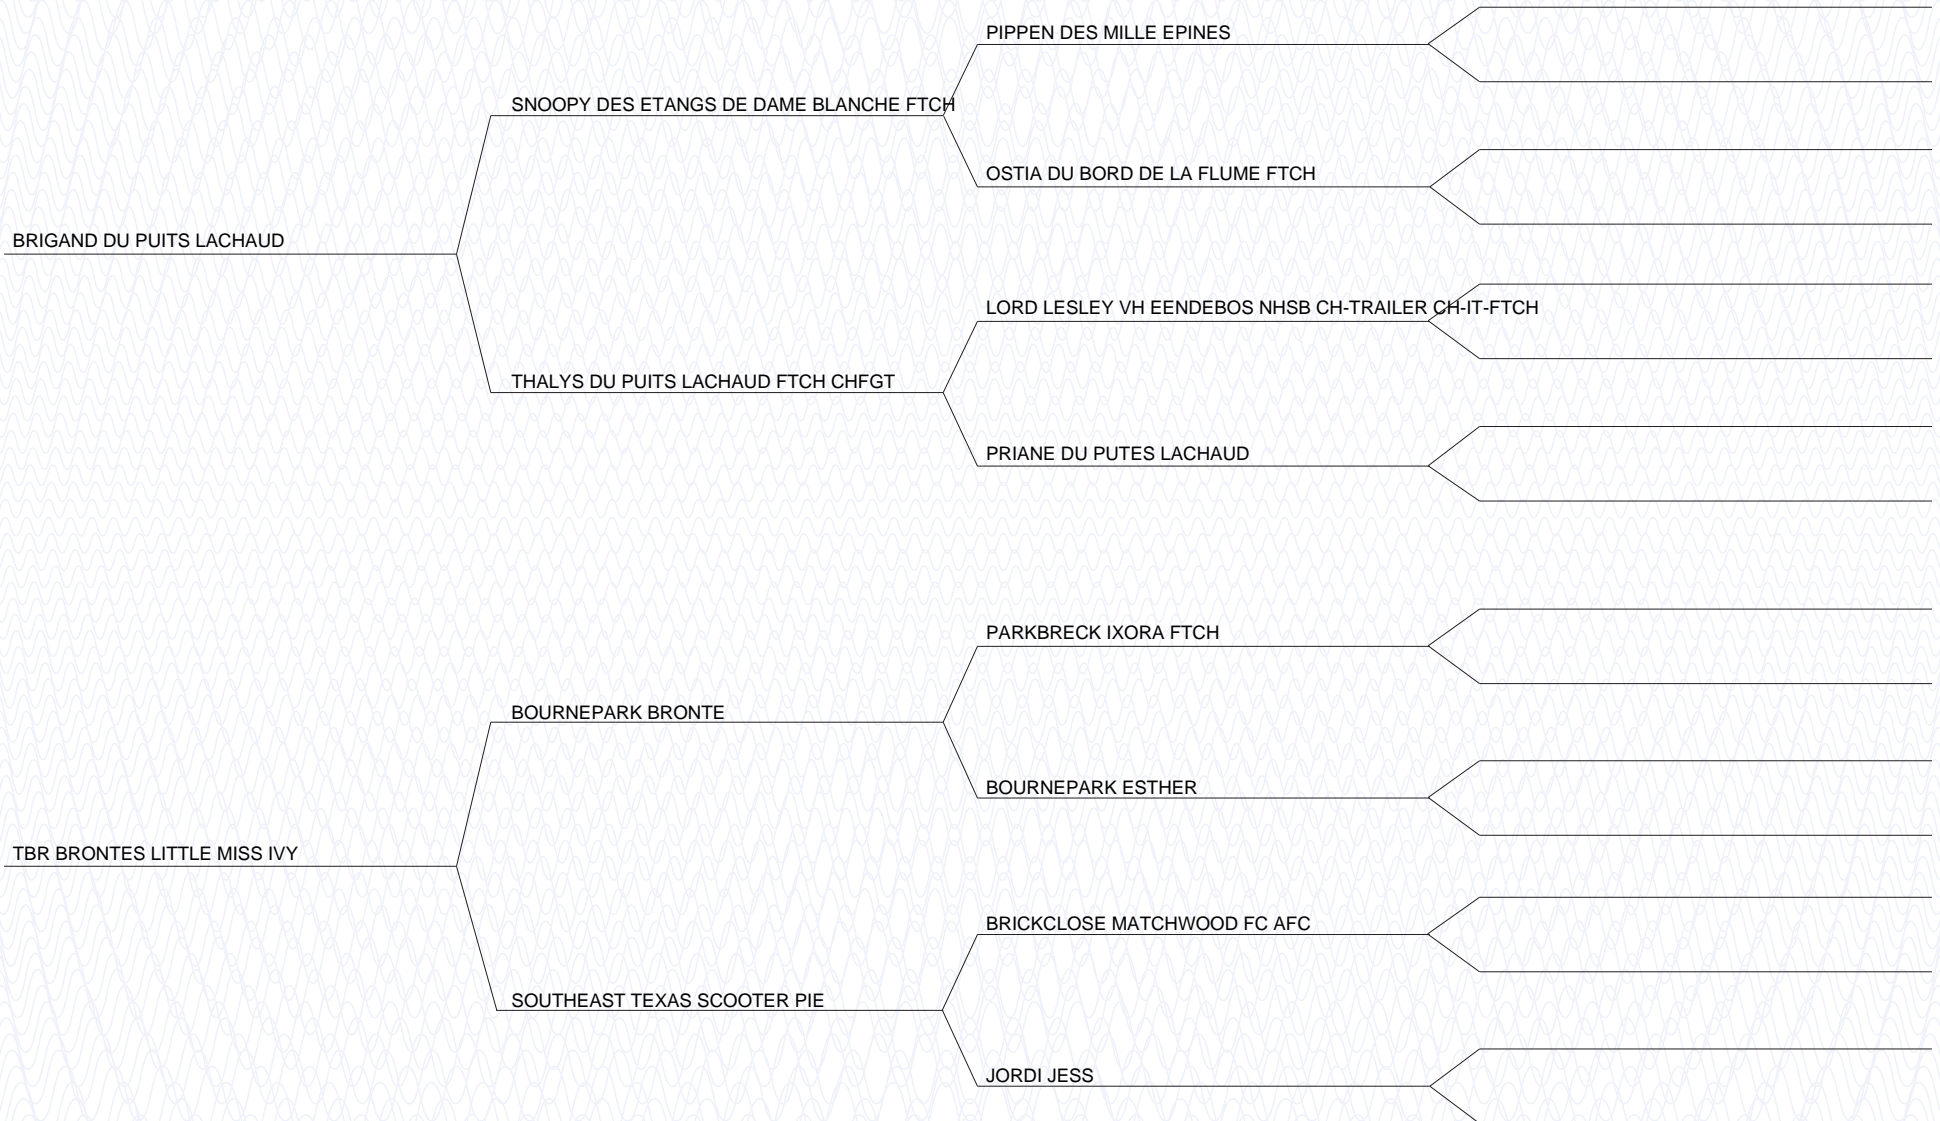 PIPPEN DES MILLE EPINES
SNOOPY DES ETANGS DE DAME BLANCHE FTCH
OSTIA DU BORD DE LA FLUME FTCH
BRIGAND DU PUITS LACHAUD
LORD LESLEY VH EENDEBOS NHSB CH-TRAILER CH-IT-FTCH
THALYS DU PUITS LACHAUD FTCH CHFGT
PRIANE DU PUTES LACHAUD
PARKBRECK IXORA FTCH
BOURNEPARK BRONTE
BOURNEPARK ESTHER
TBR BRONTES LITTLE MISS IVY
BRICKCLOSE MATCHWOOD FC AFC
SOUTHEAST TEXAS SCOOTER PIE
JORDI JESS